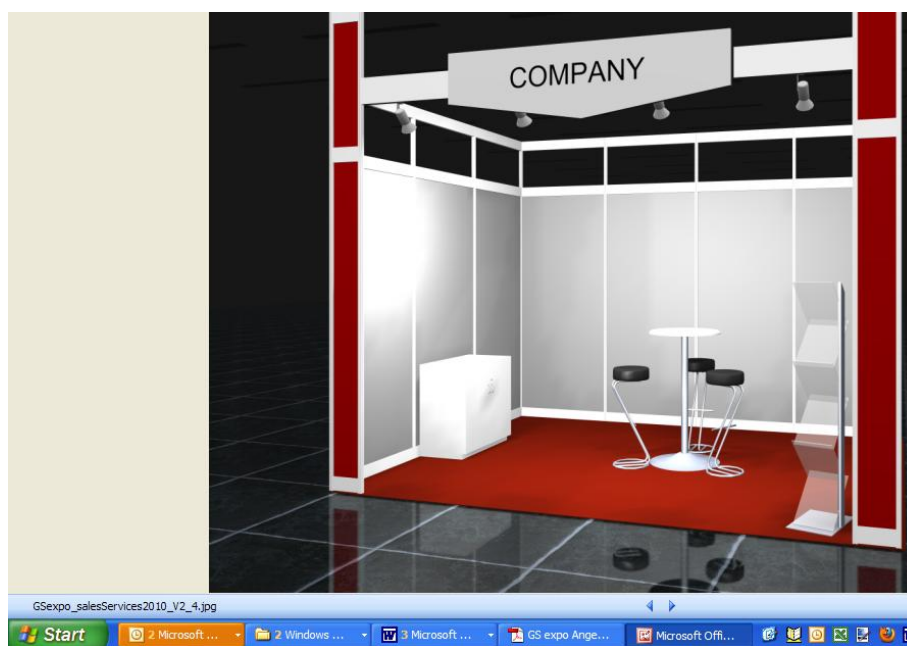 COMPANY
GSexpo_salesServices2010_V2_4.jpg
Start
2 Microsoft ...
2 Windows ...
3 Microsoft ...
GS expo Ange...
Microsoft Offi...